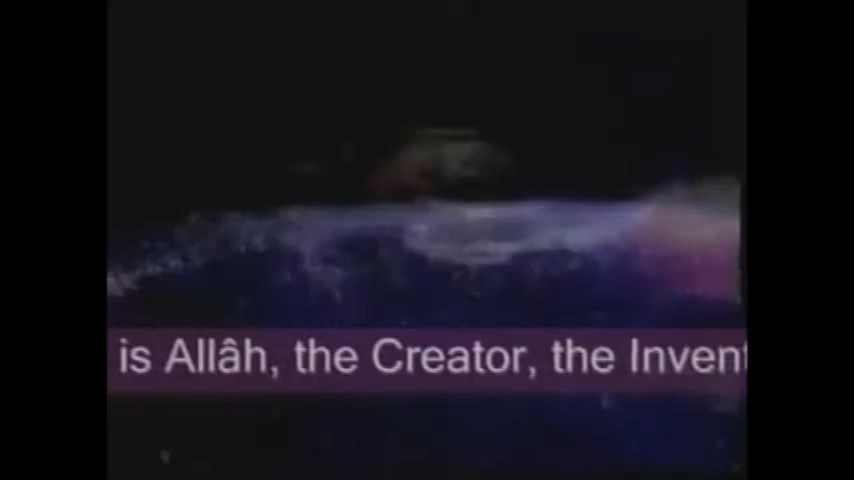 is Allâh, the Creator, the Invent